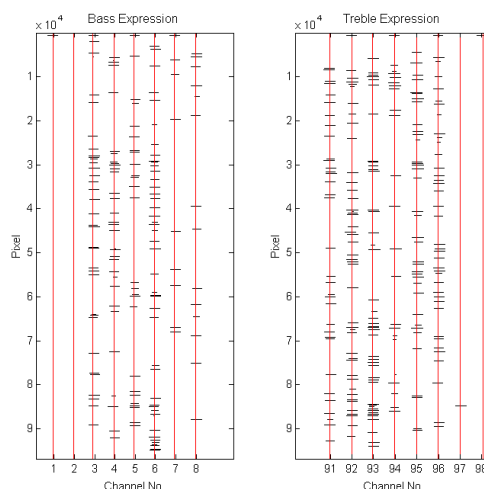 Bass Expression
× 10⁴
1
2
3
4
5
6
7
8
9
Pixel
1 2 3 4 5 6 7 8
Channel No.
Treble Expression
× 10⁴
1
2
3
4
5
6
7
8
9
Pixel
91 92 93 94 95 96 97 98
Channel No.